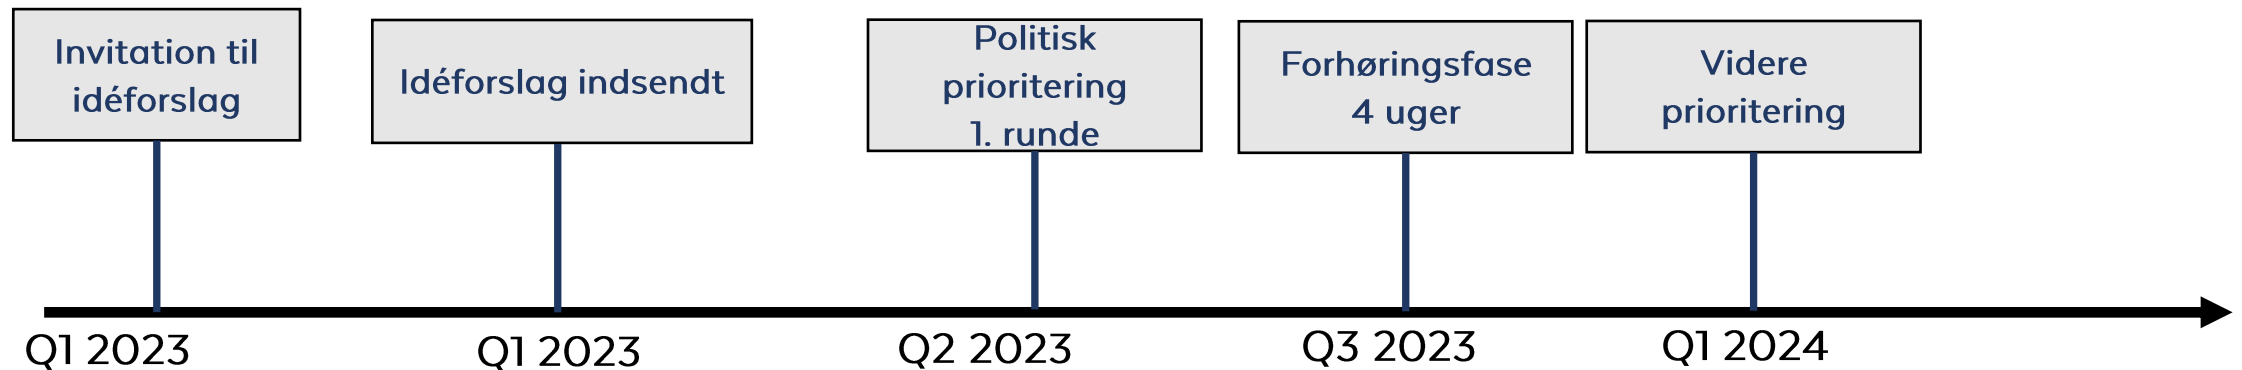 Invitation til
idéforslag
Idéforslag indsendt
Politisk
prioritering
1. runde
Forhøringsfase
4 uger
Videre
prioritering
Q1 2023
Q1 2023
Q2 2023
Q3 2023
Q1 2024